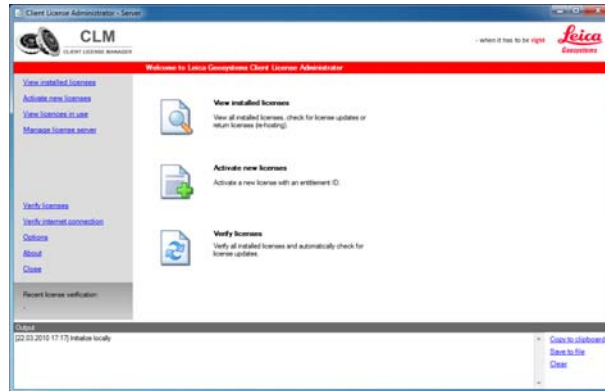 Client License Administrator - Server
CLM
CLIENT LICENSE MANAGER
- when it has to be right
Leica
Geosystems
Welcome to Leica Geosystems Client License Administrator
View installed licenses
Activate new licenses
View licences in use
Manage license server
Verify licenses
Verify internet connection
Options
About
Close
Recent license verification:
-
View installed licenses
View all installed licenses, check for license updates or
return licenses (re-hosting).
Activate new licenses
Activate a new license with an entitlement ID.
Verify licenses
Verify all installed licenses and automatically check for
license updates.
Output
[22.03.2010 17:17] Initialize locally
Copy to clipboard
Save to file
Clear